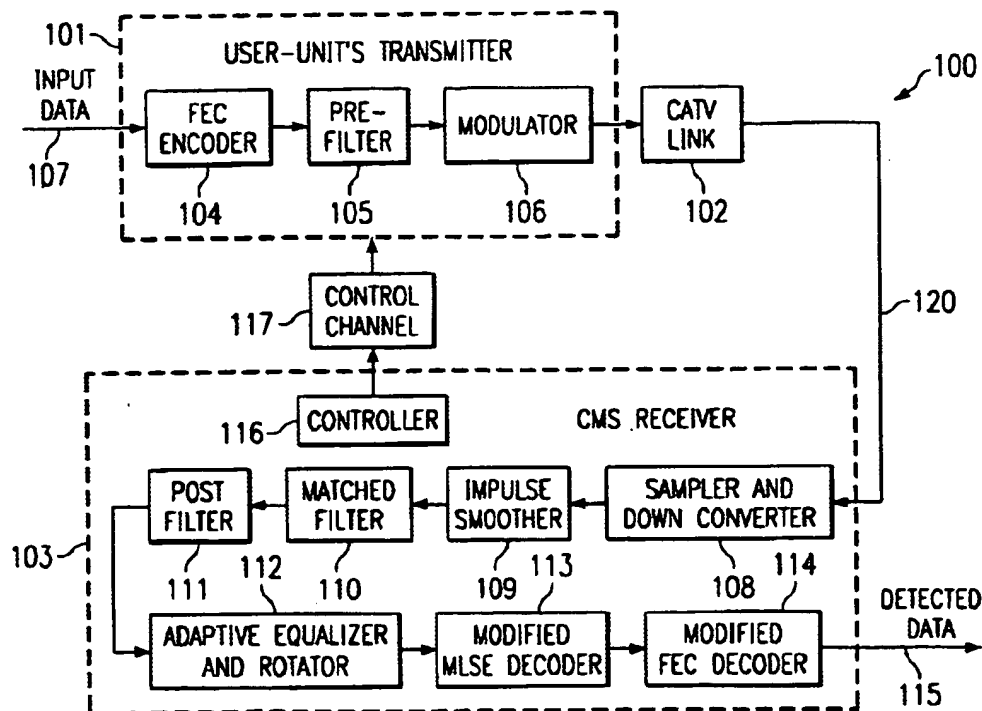 101
USER-UNIT'S TRANSMITTER
100
INPUT
DATA
107
FEC
ENCODER
104
PRE-
FILTER
105
MODULATOR
106
CATV
LINK
102
117
CONTROL
CHANNEL
120
116
CONTROLLER
CMS RECEIVER
103
POST
FILTER
111
MATCHED
FILTER
110
IMPULSE
SMOOTHER
109
SAMPLER AND
DOWN CONVERTER
108
112
ADAPTIVE EQUALIZER
AND ROTATOR
113
MODIFIED
MLSE DECODER
114
MODIFIED
FEC DECODER
DETECTED
DATA
115